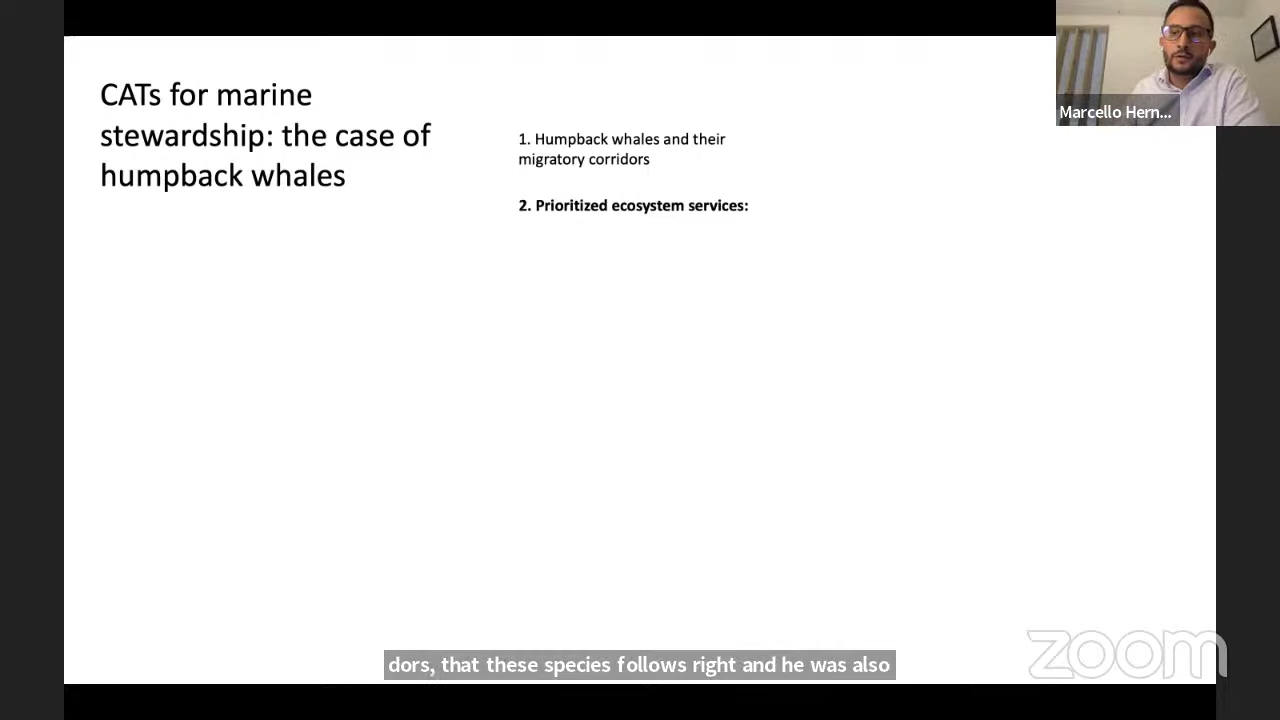 CATs for marine
stewardship: the case of
humpback whales
1. Humpback whales and their
migratory corridors
2. Prioritized ecosystem services:
Marcello Hern...
dors, that these species follows right and he was also
zoom